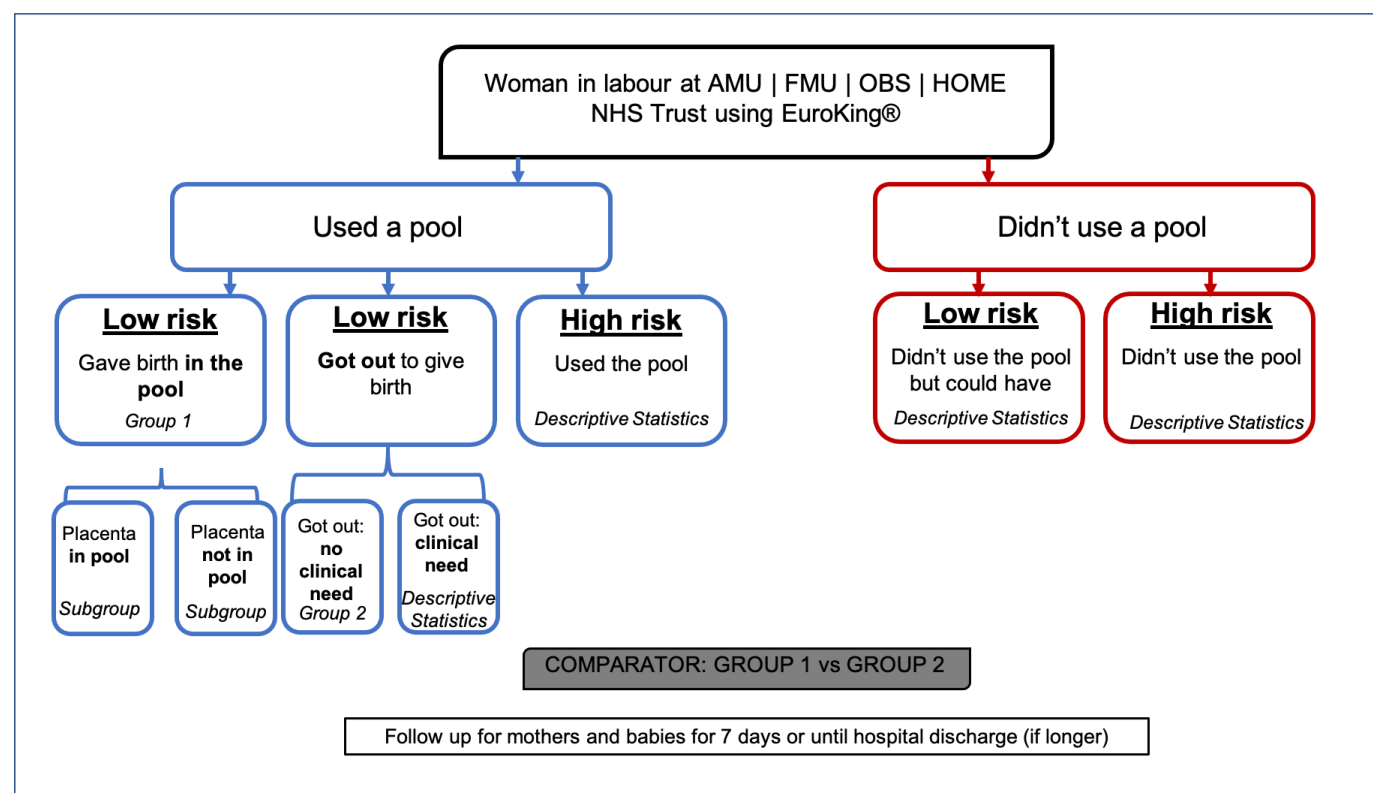 Woman in labour at AMU | FMU | OBS | HOME
NHS Trust using EuroKing®
Used a pool
Didn't use a pool
Low risk
Gave birth in the
pool
Group 1
Low risk
Got out to give
birth
High risk
Used the pool
Descriptive Statistics
Low risk
Didn't use the pool
but could have
Descriptive Statistics
High risk
Didn't use the pool
Descriptive Statistics
Placenta
in pool
Subgroup
Placenta
not in
pool
Subgroup
Got out:
no
clinical
need
Group 2
Got out:
clinical
need
Descriptive
Statistics
COMPARATOR: GROUP 1 vs GROUP 2
Follow up for mothers and babies for 7 days or until hospital discharge (if longer)